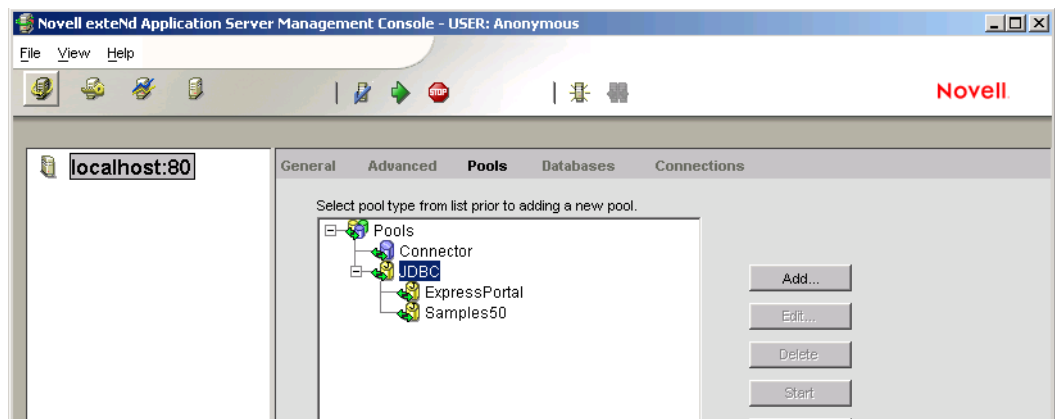 Novell exteNd Application Server Management Console - USER: Anonymous
File View Help
STOP
Novell.
localhost:80
General Advanced Pools Databases Connections
Select pool type from list prior to adding a new pool.
Pools
Connector
JDBC
ExpressPortal
Samples50
Add...
Edit...
Delete
Start